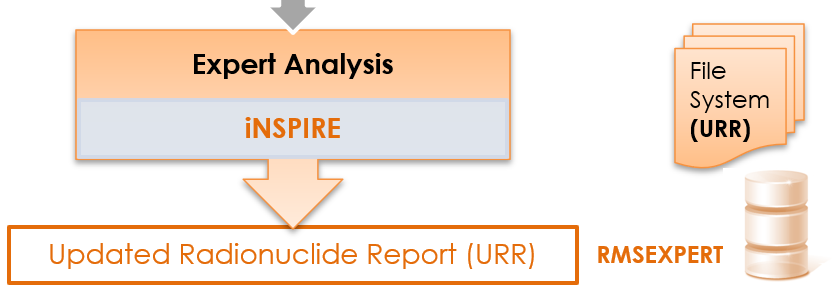 Expert Analysis
iNSPIRE
Updated Radionuclide Report (URR)
File
System
(URR)
RMSEXPERT